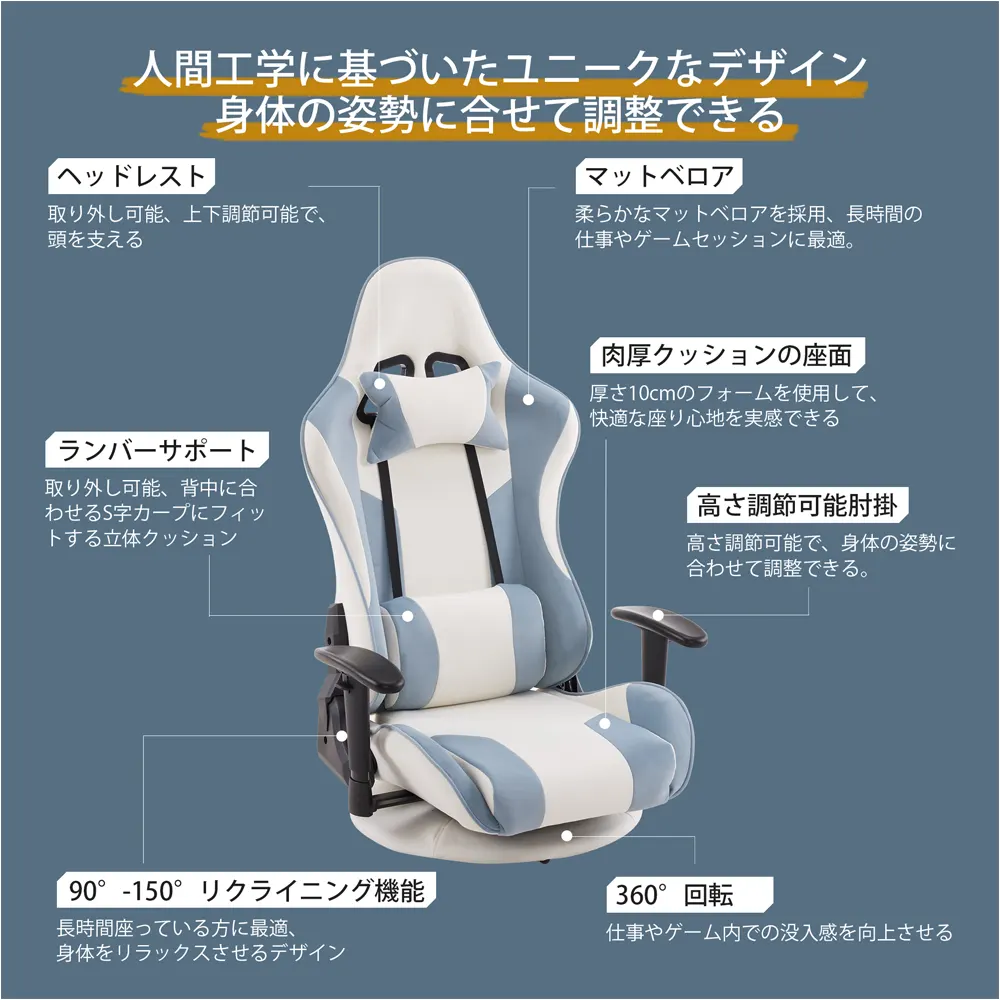 人間工学に基づいたユニークなデザイン
身体の姿勢に合せて調整できる
ヘッドレスト
取り外し可能、上下調節可能で、
頭を支える
マットベロア
柔らかなマットベロアを採用、長時間の
仕事やゲームセッションに最適。
肉厚クッションの座面
厚さ10cmのフォームを使用して、
快適な座り心地を実感できる
ランバーサポート
取り外し可能、背中に合
わせるS字カーブにフィッ
トする立体クッション
高さ調節可能肘掛
高さ調節可能で、身体の姿勢に
合わせて調整できる。
90°-150°リクライニング機能
長時間座っている方に最適、
身体をリラックスさせるデザイン
360°回転
仕事やゲーム内での没入感を向上させる